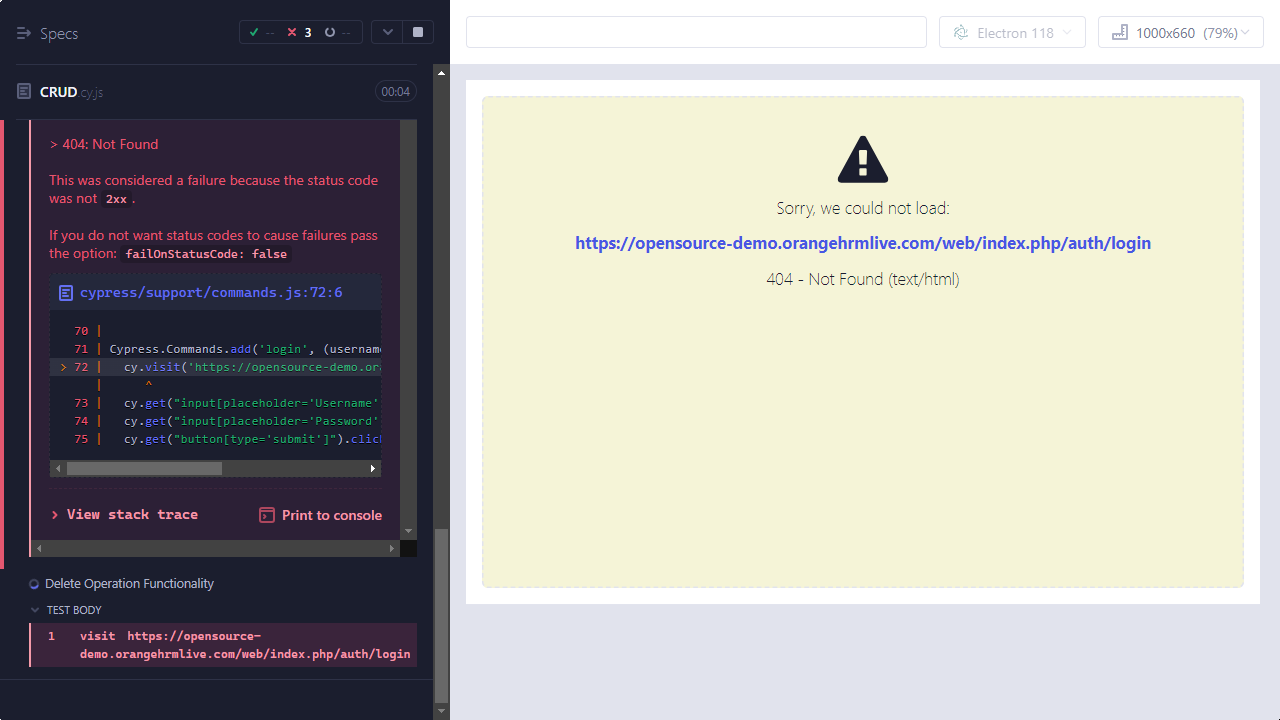 Specs
-- 3 --
CRUD cy.js 00:04
> 404: Not Found
This was considered a failure because the status code
was not 2xx.
If you do not want status codes to cause failures pass
the option: failOnStatusCode: false
cypress/support/commands.js:72:6
70 |
71 | Cypress.Commands.add('login', (usernam
> 72 | cy.visit('https://opensource-demo.ora
| ^
73 | cy.get("input[placeholder='Username'
74 | cy.get("input[placeholder='Password'
75 | cy.get("button[type='submit']").clic
> View stack trace
Print to console
Delete Operation Functionality
TEST BODY
1 visit https://opensource-
demo.orangehrmlive.com/web/index.php/auth/login
Electron 118
1000x660 (79%)
Sorry, we could not load:
https://opensource-demo.orangehrmlive.com/web/index.php/auth/login
404 - Not Found (text/html)